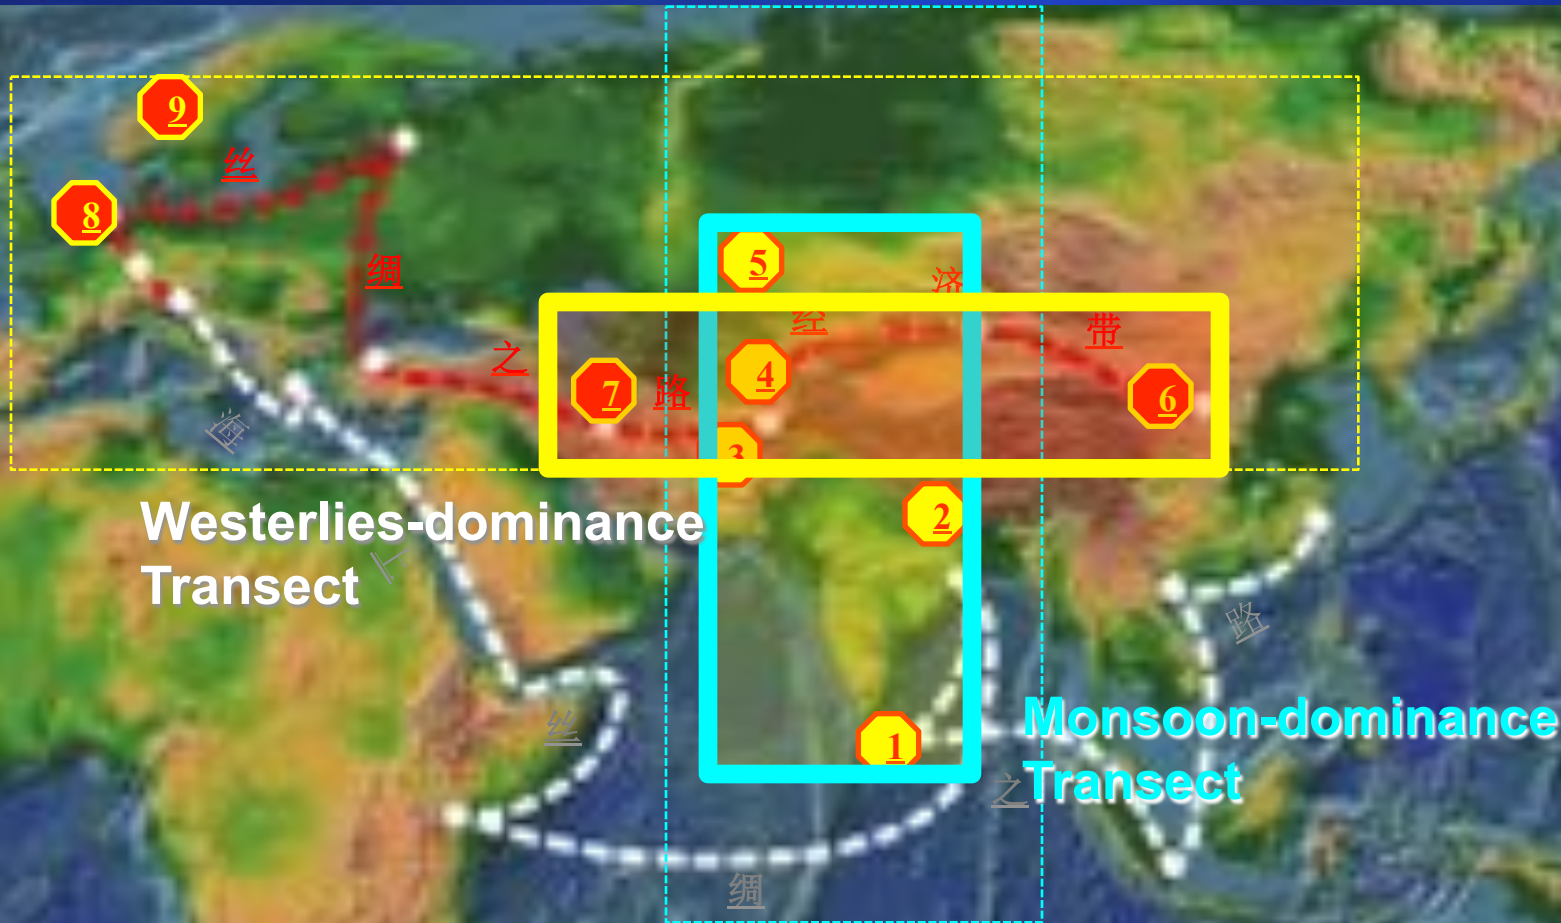 9
丝
8
绸
5
济
经
带
之
7
路
4
6
海
3
2
Westerlies-dominance
Transect
上
路
丝
1
Monsoon-dominance
Transect
之
绸